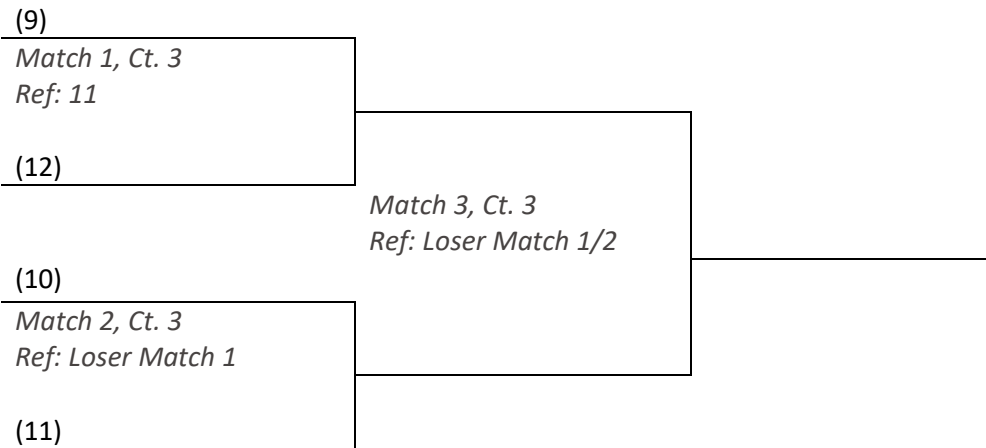 (9)
Match 1, Ct. 3
Ref: 11
(12)
Match 3, Ct. 3
Ref: Loser Match 1/2
(10)
Match 2, Ct. 3
Ref: Loser Match 1
(11)